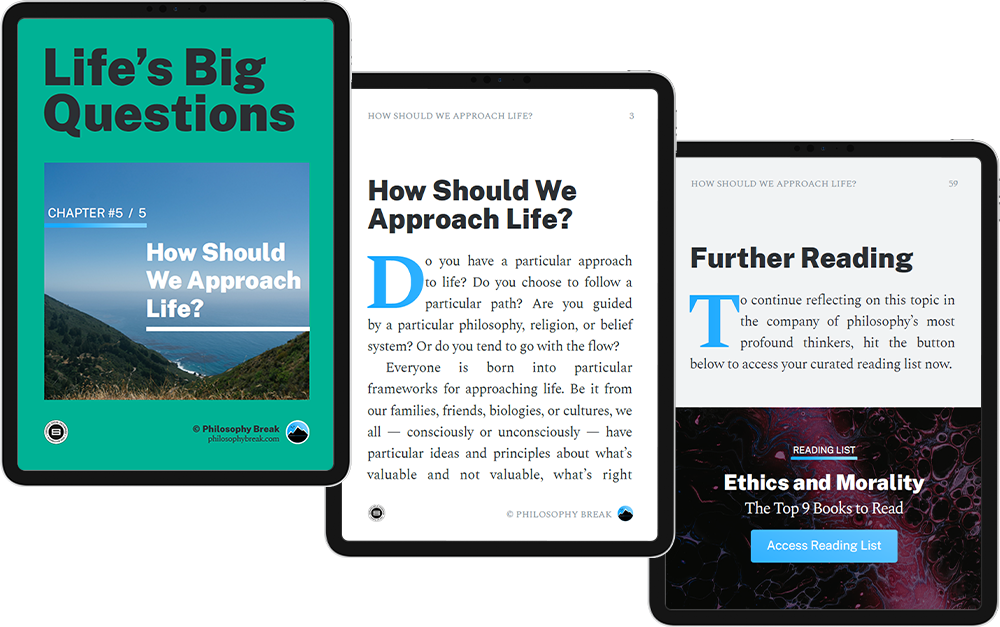 Life's Big
Questions
CHAPTER #5 / 5
How Should
We Approach
Life?
© Philosophy Break
philosophybreak.com
HOW SHOULD WE APPROACH LIFE? 3
How Should We
Approach Life?
Do you have a particular approach
to life? Do you choose to follow a
particular path? Are you guided
by a particular philosophy, religion, or belief
system? Or do you tend to go with the flow?
Everyone is born into particular
frameworks for approaching life. Be it from
our families, friends, biologies, or cultures, we
all — consciously or unconsciously — have
particular ideas and principles about what's
valuable and not valuable, what's right
© PHILOSOPHY BREAK
HOW SHOULD WE APPROACH LIFE? 59
Further Reading
To continue reflecting on this topic in
the company of philosophy's most
profound thinkers, hit the button
below to access your curated reading list now.
READING LIST
Ethics and Morality
The Top 9 Books to Read
Access Reading List